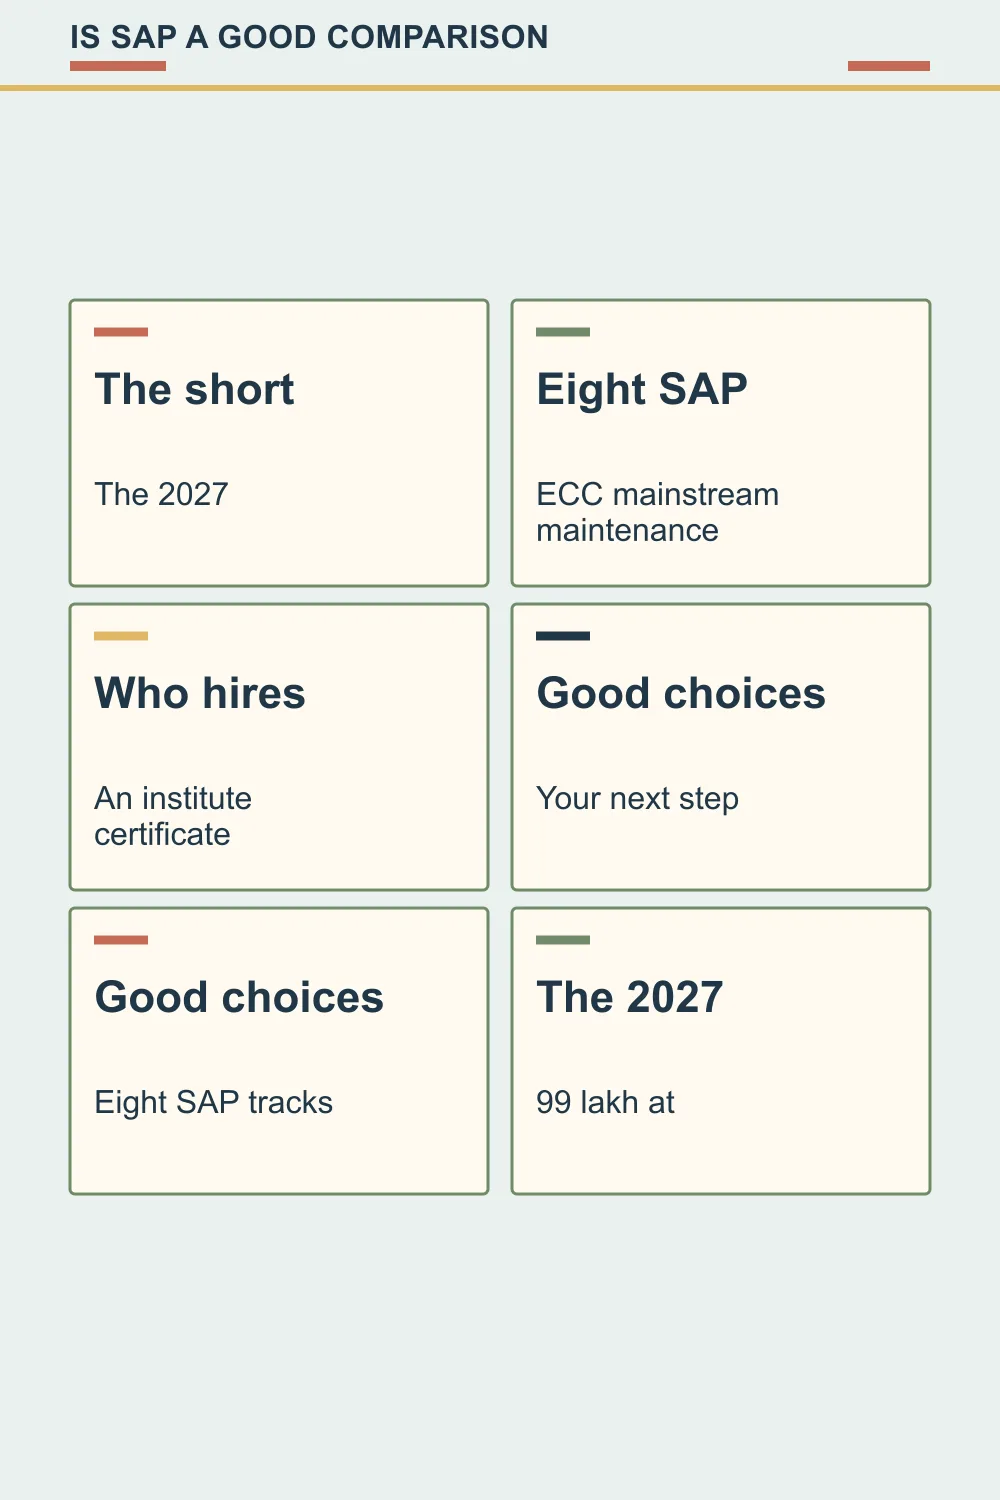 IS SAP A GOOD COMPARISON
The short
The 2027
Eight SAP
ECC mainstream
maintenance
Who hires
An institute
certificate
Good choices
Your next step
Good choices
Eight SAP tracks
The 2027
99 lakh at